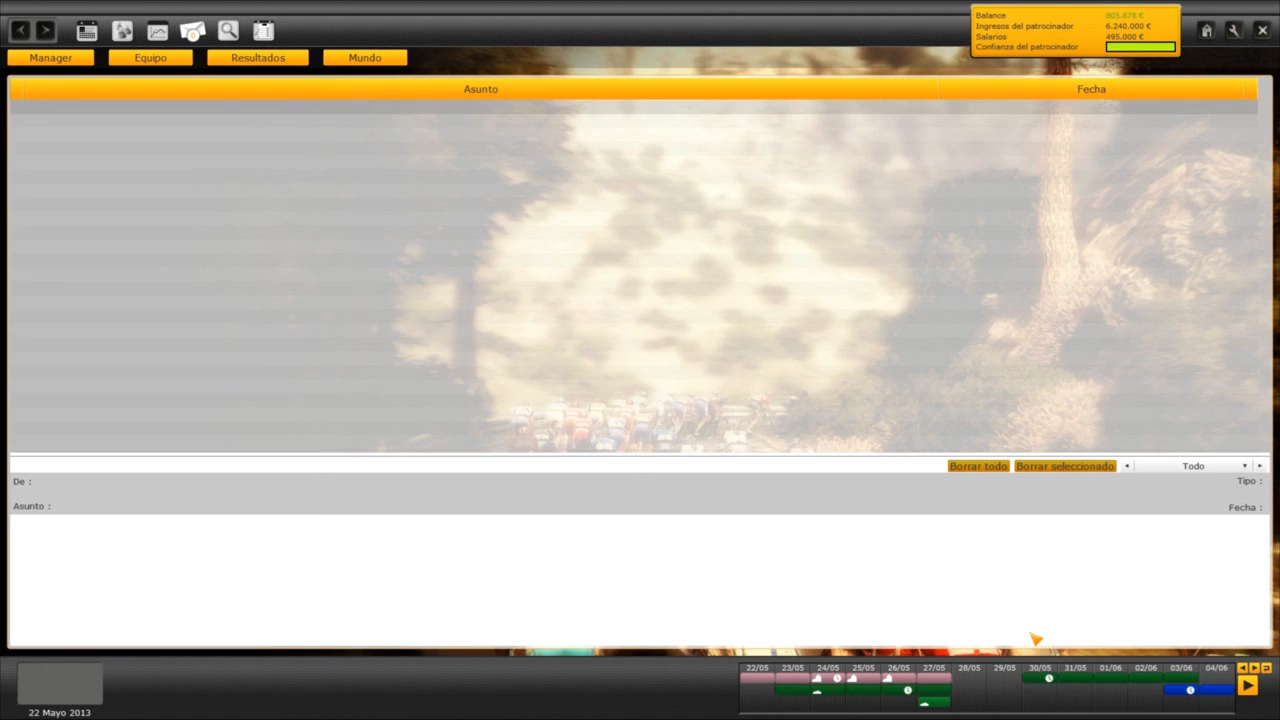 Balance 805.878 €
Ingresos del patrocinador 6.240.000 €
Salarios 495.000 €
Confianza del patrocinador
Manager Equipo Resultados Mundo
Asunto Fecha
Borrar todo Borrar seleccionado Todo
De : Tipo :
Asunto : Fecha :
22/05 23/05 24/05 25/05 26/05 27/05 28/05 29/05 30/05 31/05 01/06 02/06 03/06 04/06
22 Mayo 2013